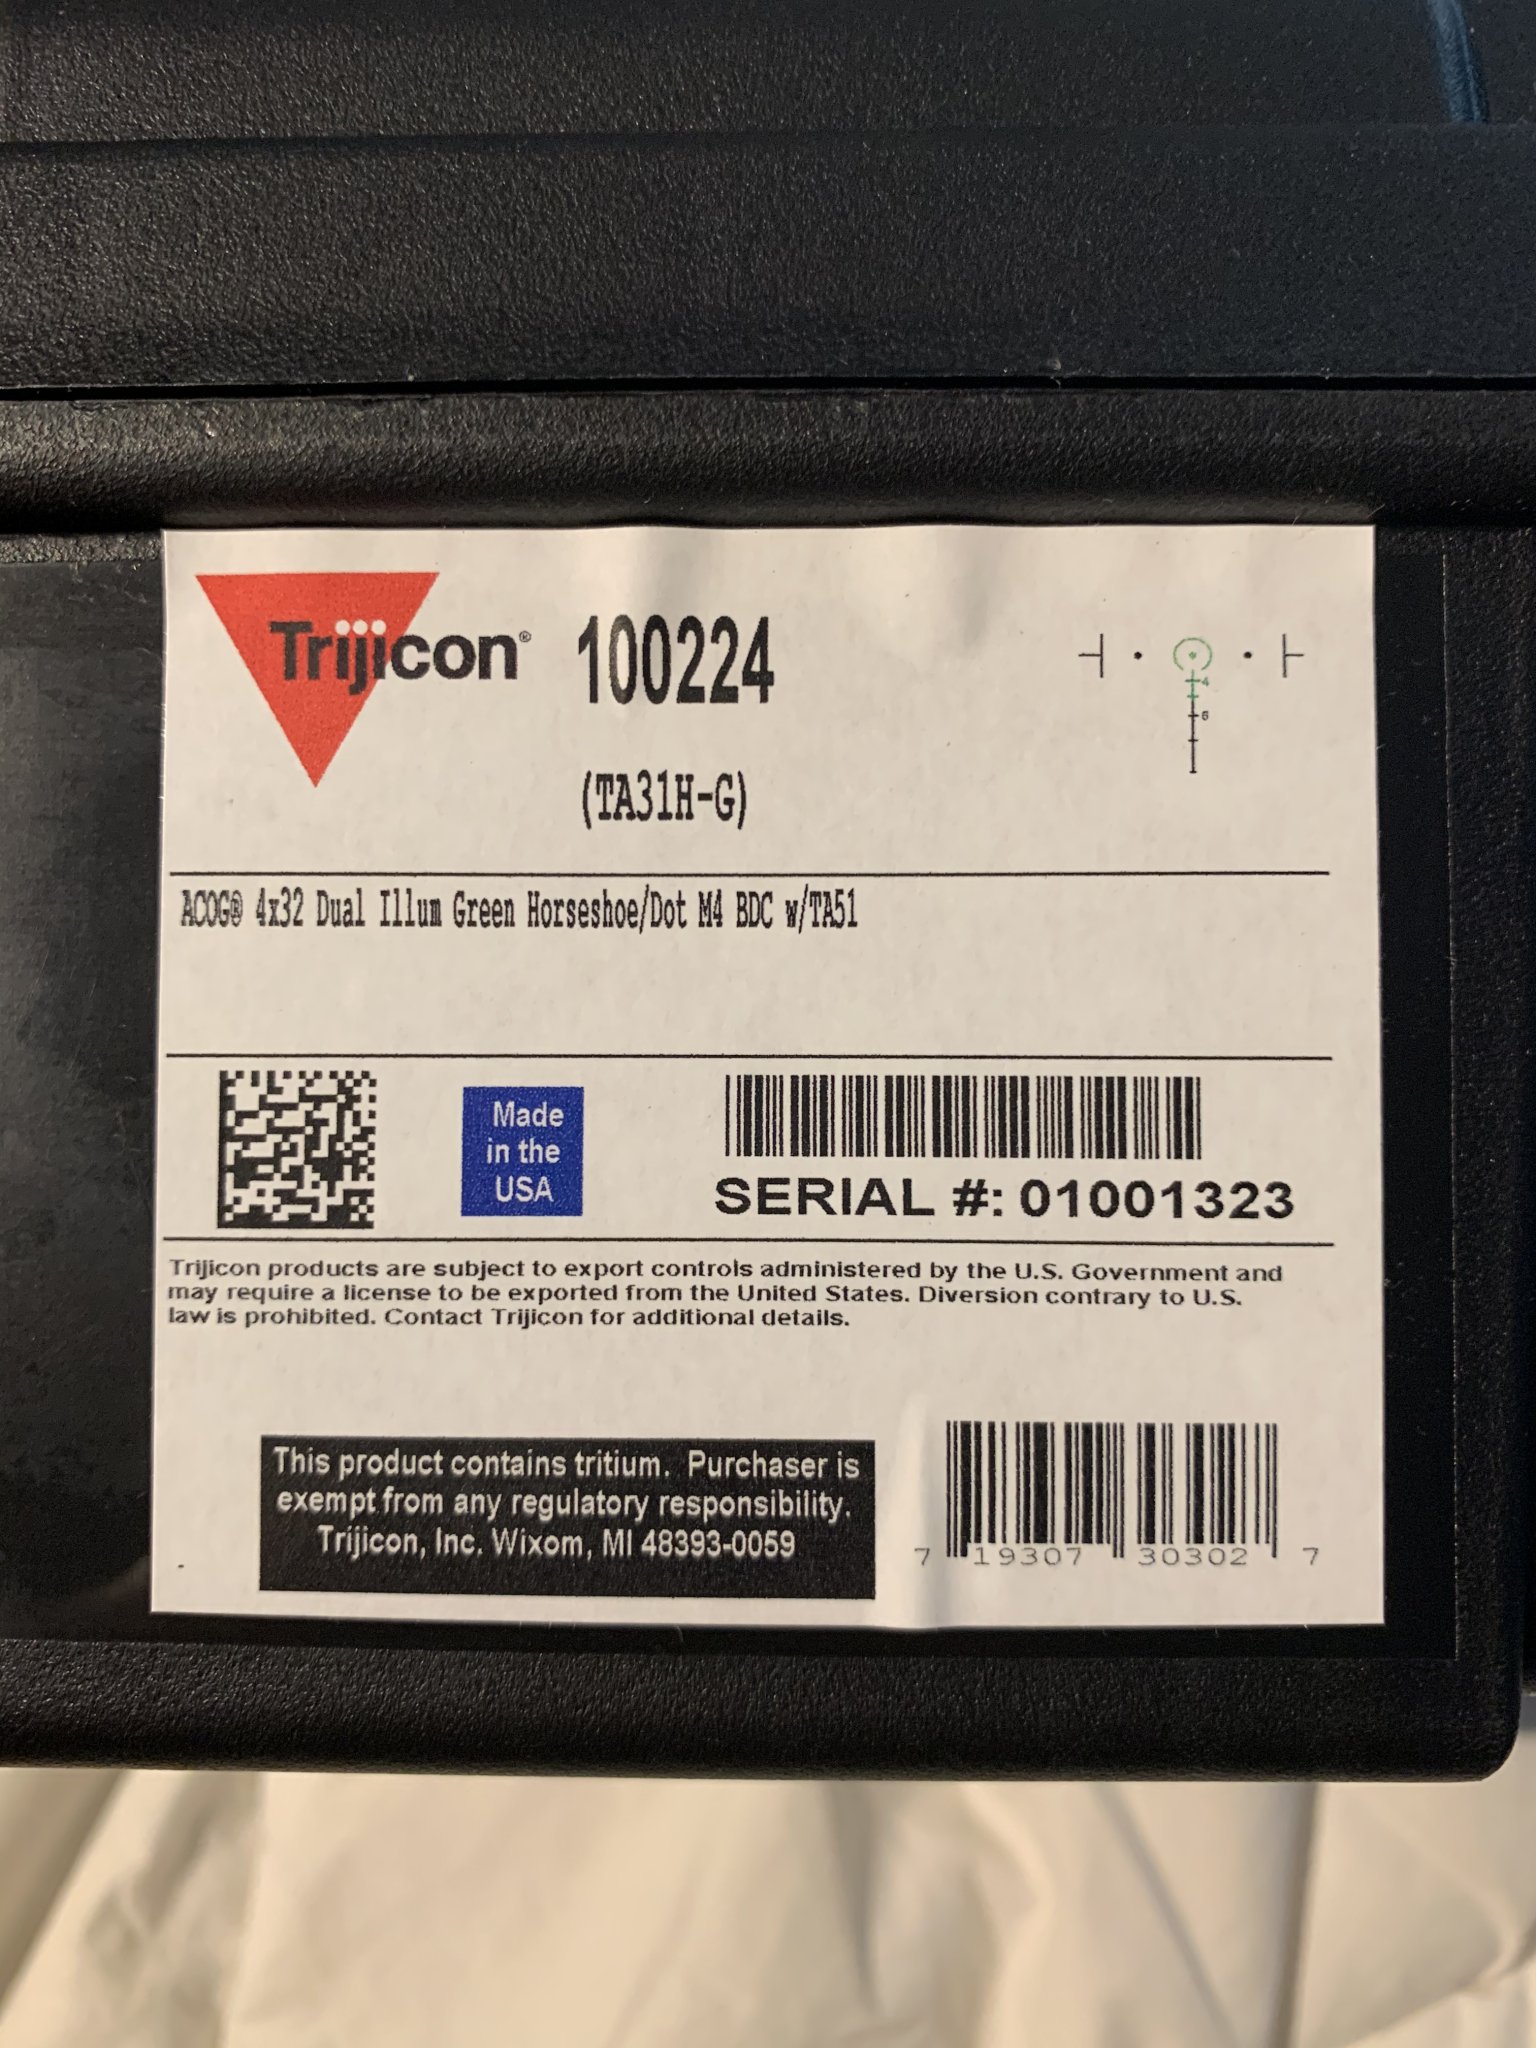 Trijicon®
100224
(TA31H-G)
4
6
ACOG® 4x32 Dual Illum Green Horseshoe/Dot M4 BDC w/TA51
Made
in the
USA
SERIAL #: 01001323
Trijicon products are subject to export controls administered by the U.S. Government and
may require a license to be exported from the United States. Diversion contrary to U.S.
law is prohibited. Contact Trijicon for additional details.
This product contains tritium. Purchaser is
exempt from any regulatory responsibility.
Trijicon, Inc. Wixom, MI 48393-0059
7 19307 30302 7